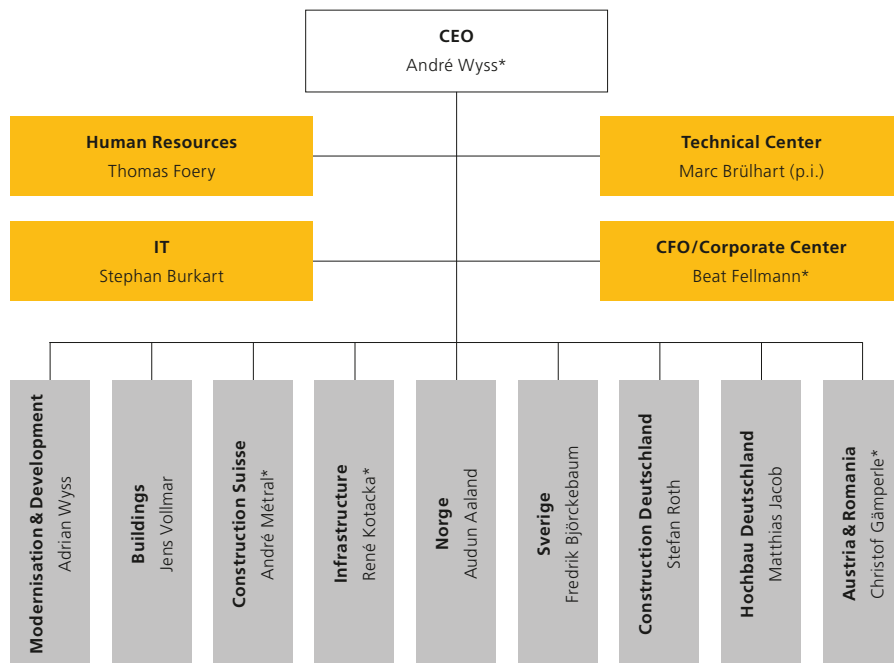 CEO
André Wyss*
Human Resources
Thomas Foery
Technical Center
Marc Brülhart (p.i.)
IT
Stephan Burkart
CFO/Corporate Center
Beat Fellmann*
Modernisation & Development
Adrian Wyss
Buildings
Jens Vollmar
Construction Suisse
André Métral*
Infrastructure
René Kotacka*
Norge
Audun Aaland
Sverige
Fredrik Björckebaum
Construction Deutschland
Stefan Roth
Hochbau Deutschland
Matthias Jacob
Austria & Romania
Christof Gämperle*